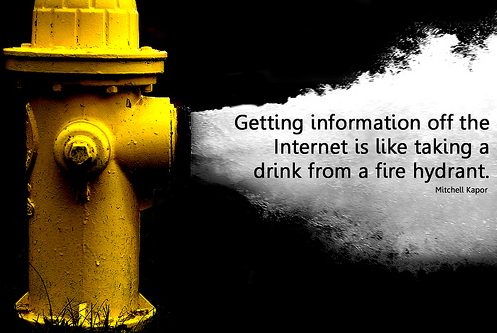 Getting information off the
Internet is like taking a
drink from a fire hydrant.
Mitchell Kapor